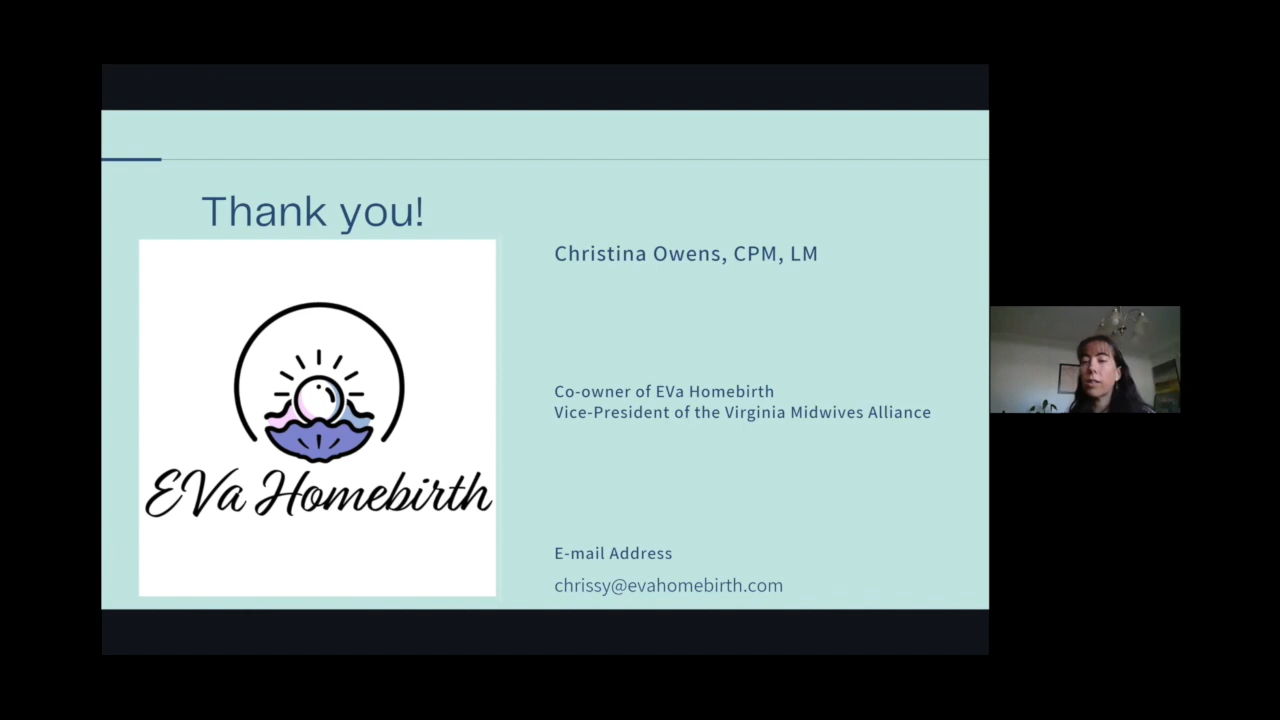 Thank you!
EVa Homebirth
Christina Owens, CPM, LM
Co-owner of EVa Homebirth
Vice-President of the Virginia Midwives Alliance
E-mail Address
chrissy@evahomebirth.com